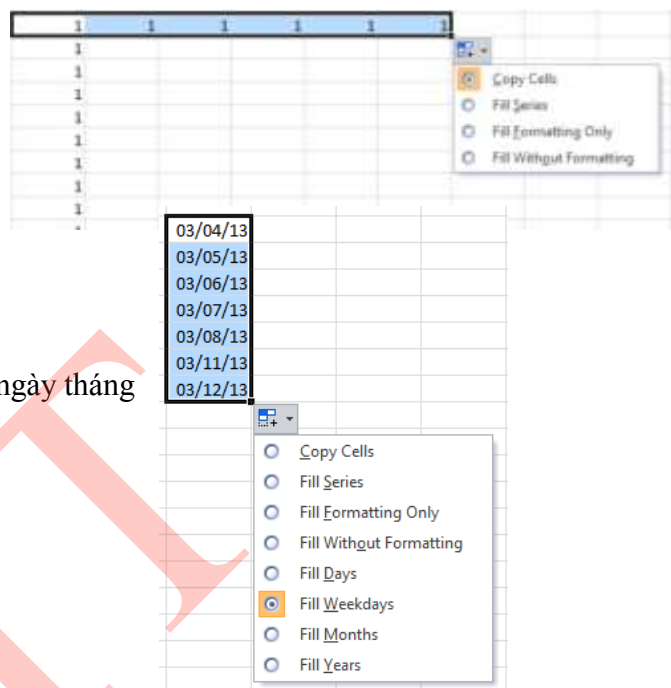 1 1 1 1 1 1
1
1
Copy Cells
1
Fill Series
1
Fill Formatting Only
1
Fill Without Formatting
1
1
1
03/04/13
03/05/13
03/06/13
03/07/13
03/08/13
03/11/13
ngày tháng
03/12/13
Copy Cells
Fill Series
Fill Formatting Only
Fill Without Formatting
Fill Days
Fill Weekdays
Fill Months
Fill Years